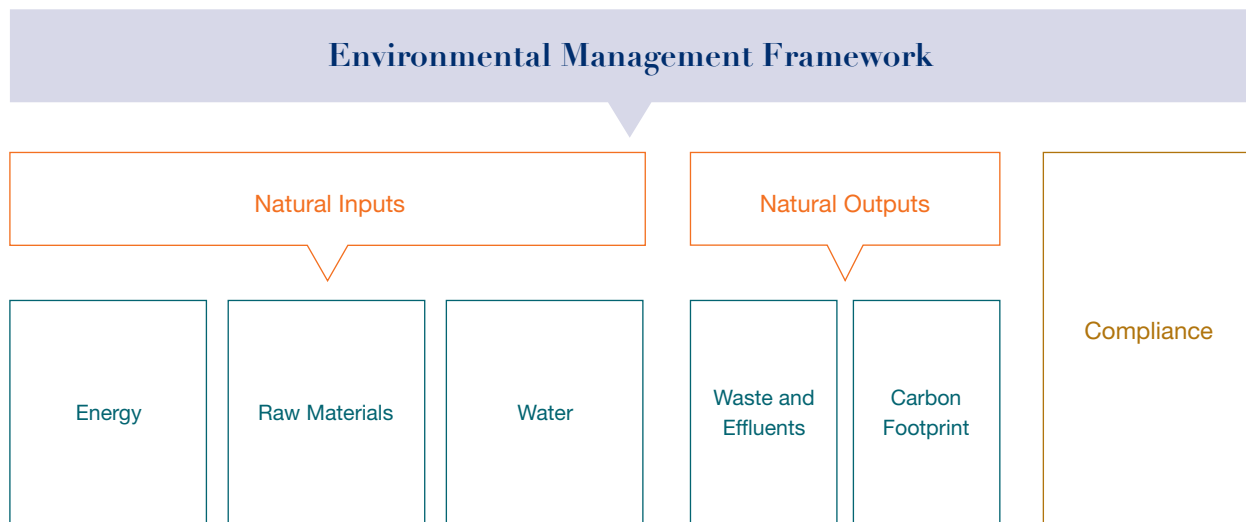 Environmental Management Framework
Natural Inputs
Natural Outputs
Compliance
Energy
Raw Materials
Water
Waste and
Effluents
Carbon
Footprint